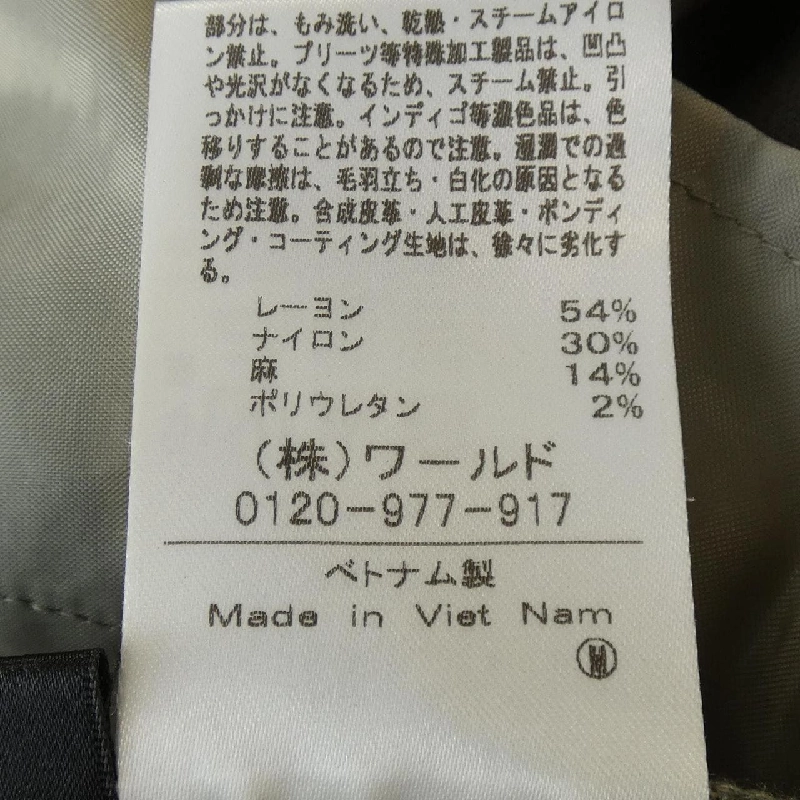 部分は、もみ洗い、乾燥・スチームアイロ
ン禁止。プリーツ等特殊加工製品は、凹凸
や光沢がなくなるため、スチーム禁止。引
っかけに注意。インディゴ等濃色品は、色
移りすることがあるので注意。湿潤での過
剰な摩擦は、毛羽立ち・白化の原因となる
ため注意。合成皮革・人工皮革・ボンディ
ング・コーティング生地は、徐々に劣化す
る。
レーヨン 54%
ナイロン 30%
麻 14%
ポリウレタン 2%
(株)ワールド
0120-977-917
ベトナム製
Made in Viet Nam